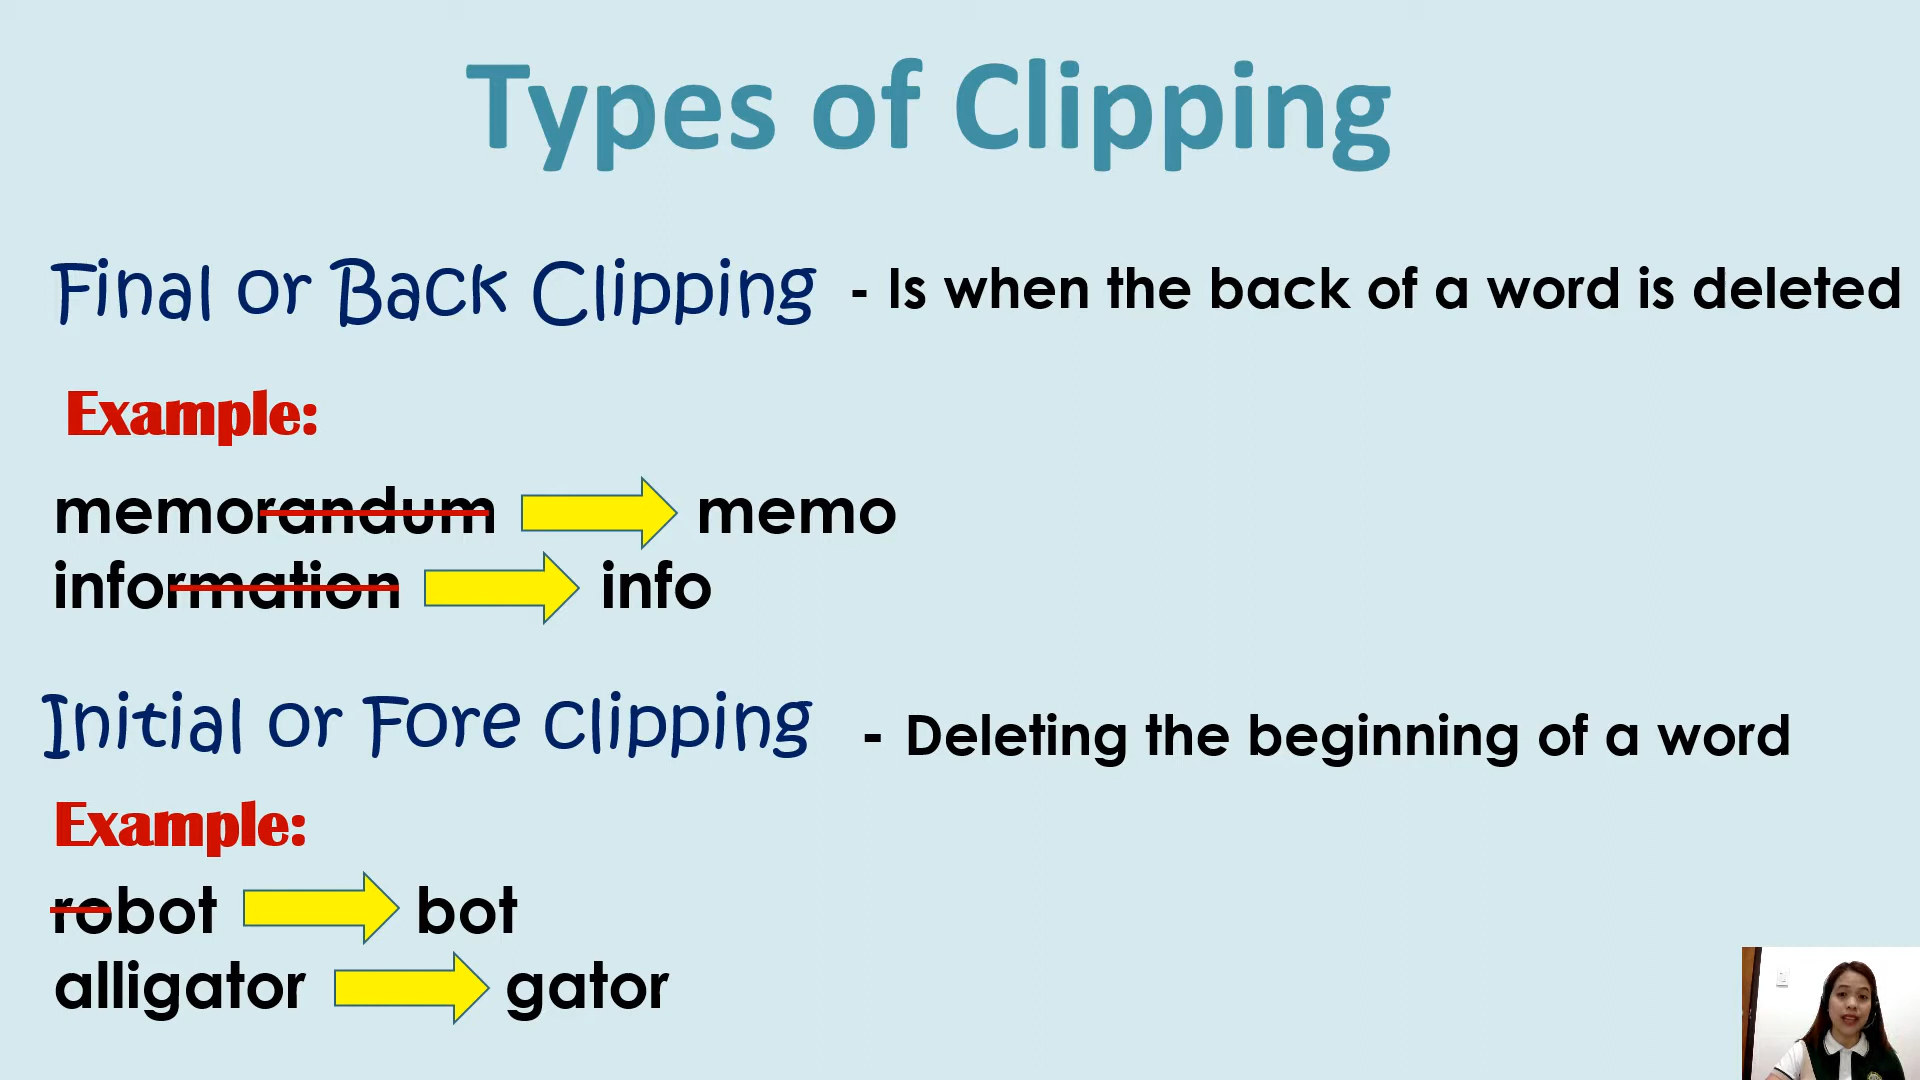 Types of Clipping
Final or Back Clipping - Is when the back of a word is deleted
Example:
memorandum memo
information info
Initial or Fore clipping - Deleting the beginning of a word
Example:
robot bot
alligator gator